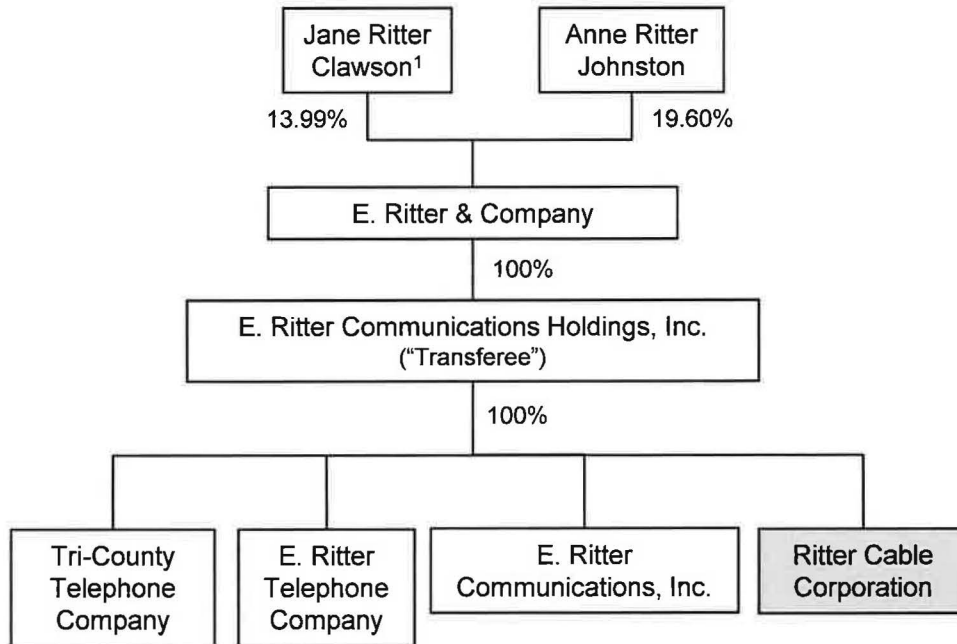 Jane Ritter
Clawson¹
Anne Ritter
Johnston
13.99%
19.60%
E. Ritter & Company
100%
E. Ritter Communications Holdings, Inc.
(“Transferee”)
100%
Tri-County
Telephone
Company
E. Ritter
Telephone
Company
E. Ritter
Communications, Inc.
Ritter Cable
Corporation